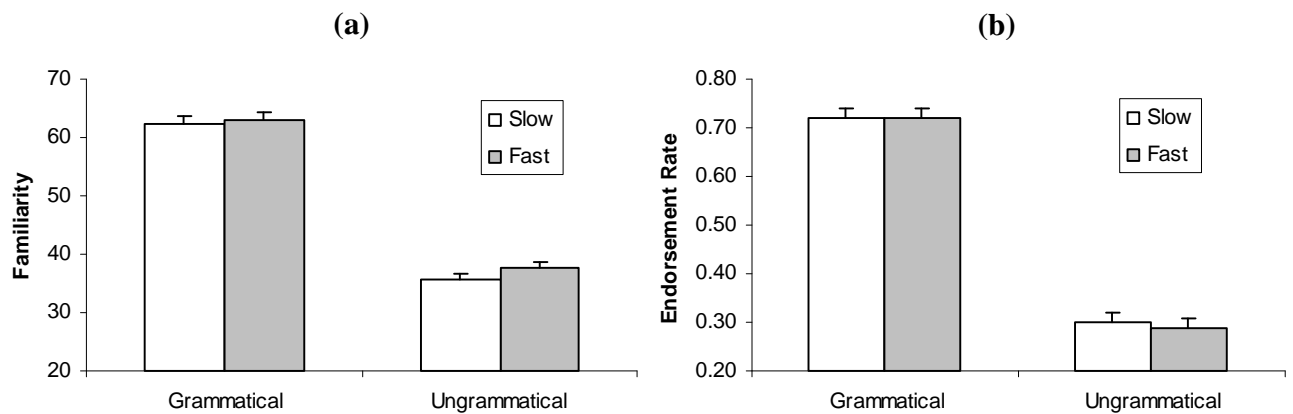 (a)
Familiarity
70
60
50
40
30
20
Slow
Fast
Grammatical
Ungrammatical
(b)
Endorsement Rate
0.80
0.70
0.60
0.50
0.40
0.30
0.20
Slow
Fast
Grammatical
Ungrammatical